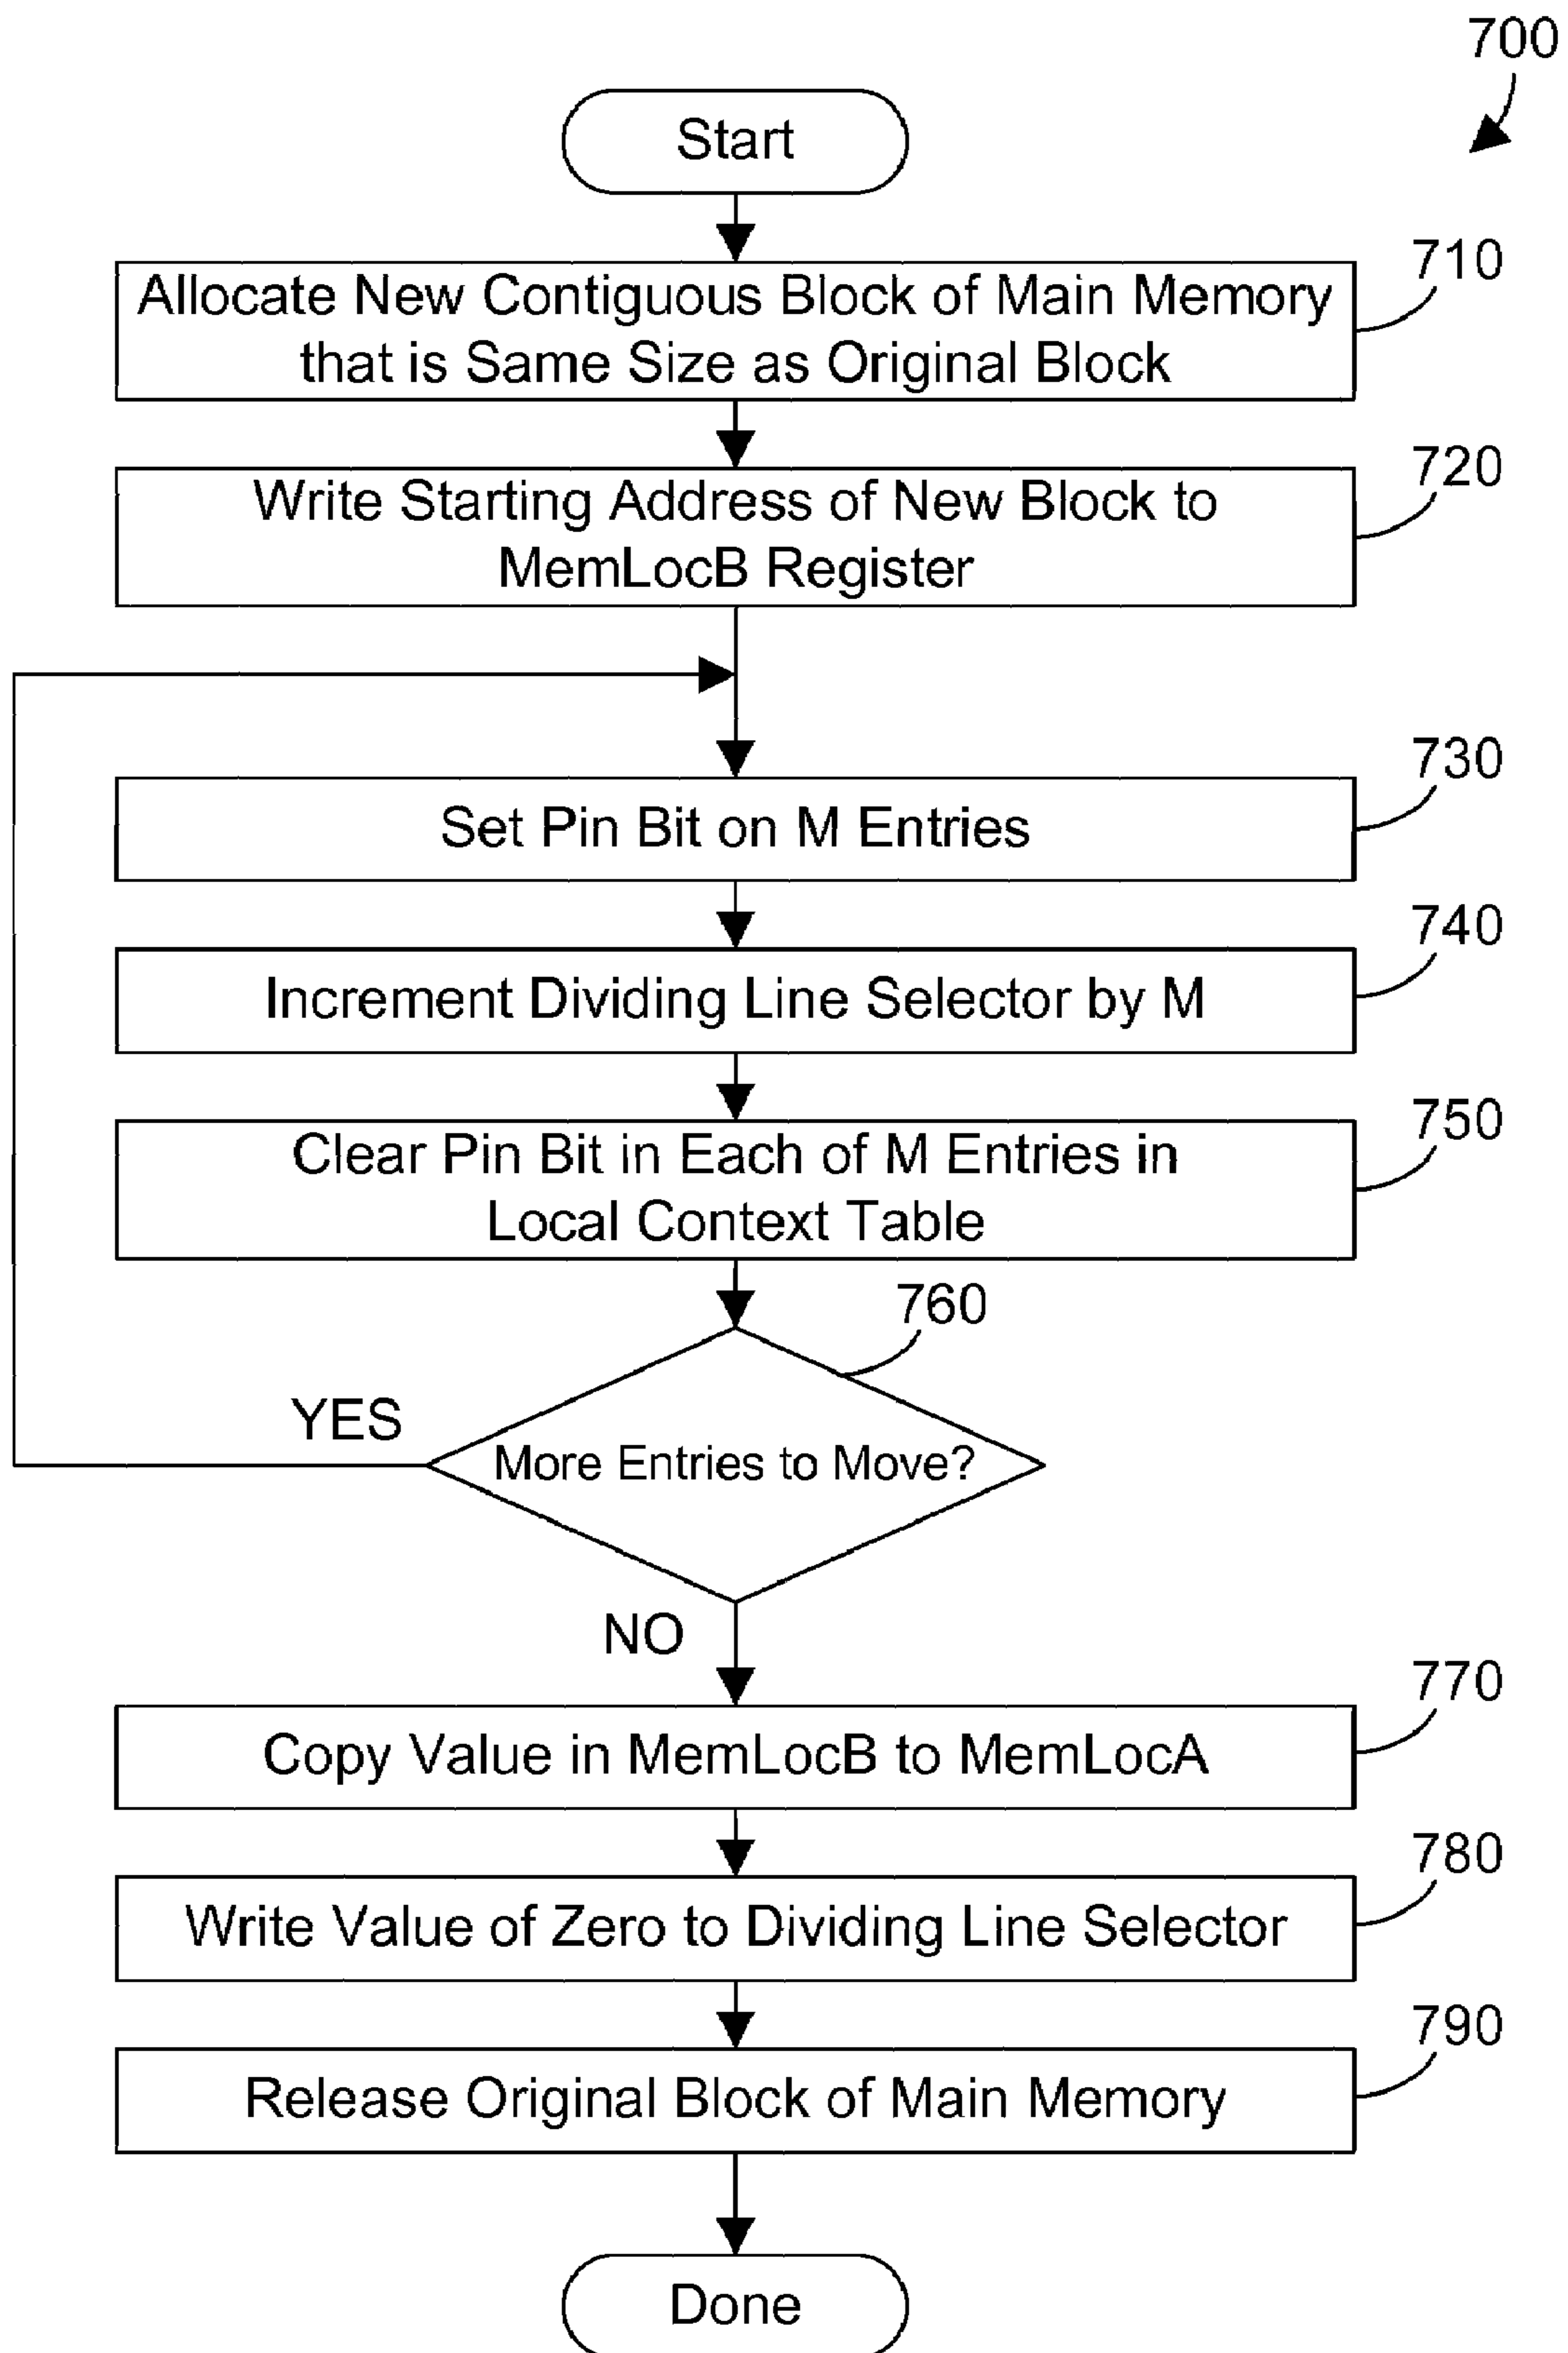 700
Start
710
Allocate New Contiguous Block of Main Memory
that is Same Size as Original Block
720
Write Starting Address of New Block to
MemLocB Register
730
Set Pin Bit on M Entries
740
Increment Dividing Line Selector by M
750
Clear Pin Bit in Each of M Entries in
Local Context Table
760
YES
More Entries to Move?
NO
770
Copy Value in MemLocB to MemLocA
780
Write Value of Zero to Dividing Line Selector
790
Release Original Block of Main Memory
Done